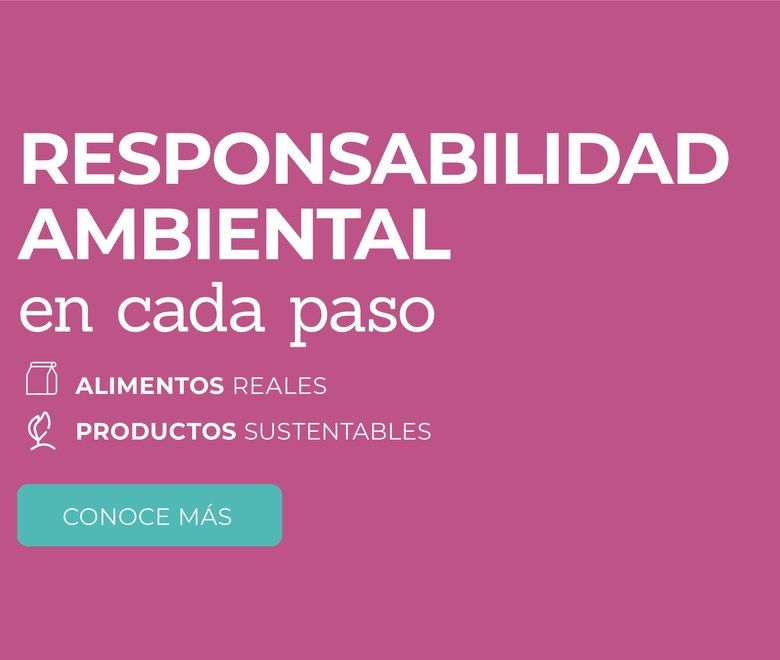 RESPONSABILIDAD
AMBIENTAL
en cada paso
ALIMENTOS REALES
PRODUCTOS SUSTENTABLES
CONOCE MÁS